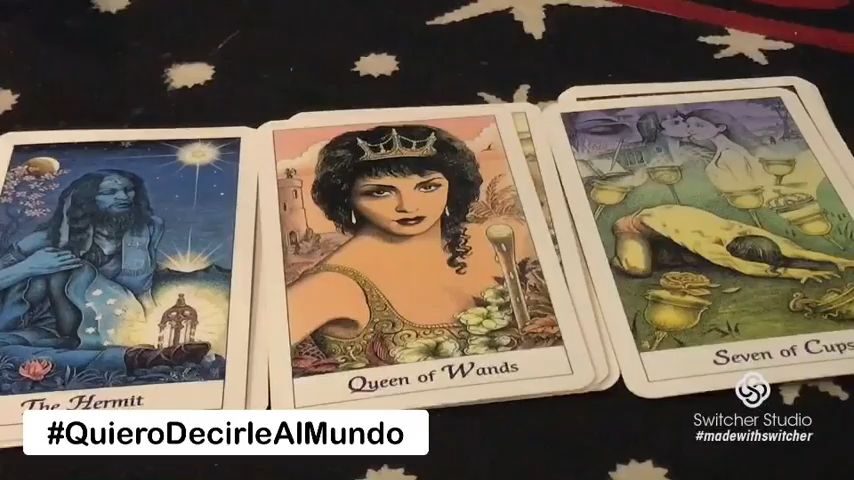 The Hermit
Queen of Wands
Seven of Cups
#QuieroDecirleAlMundo
Switcher Studio
#madewithswitcher